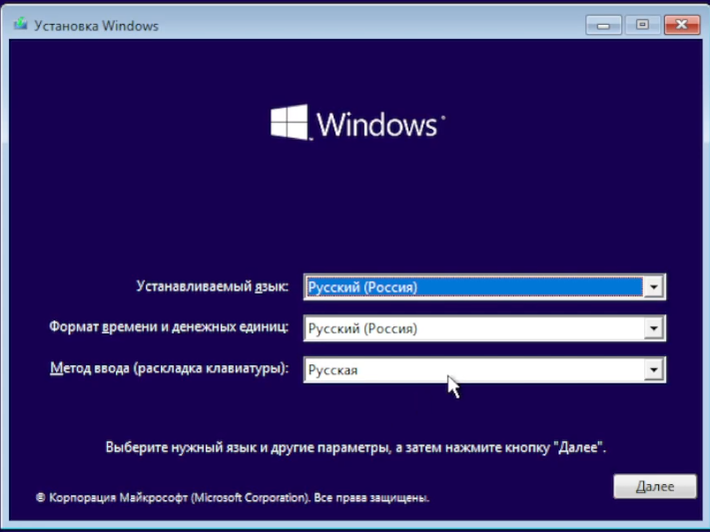 Установка Windows
Windows
Устанавливаемый язык: Русский (Россия)
Формат времени и денежных единиц: Русский (Россия)
Метод ввода (раскладка клавиатуры): Русская
Выберите нужный язык и другие параметры, а затем нажмите кнопку "Далее".
Далее
© Корпорация Майкрософт (Microsoft Corporation). Все права защищены.